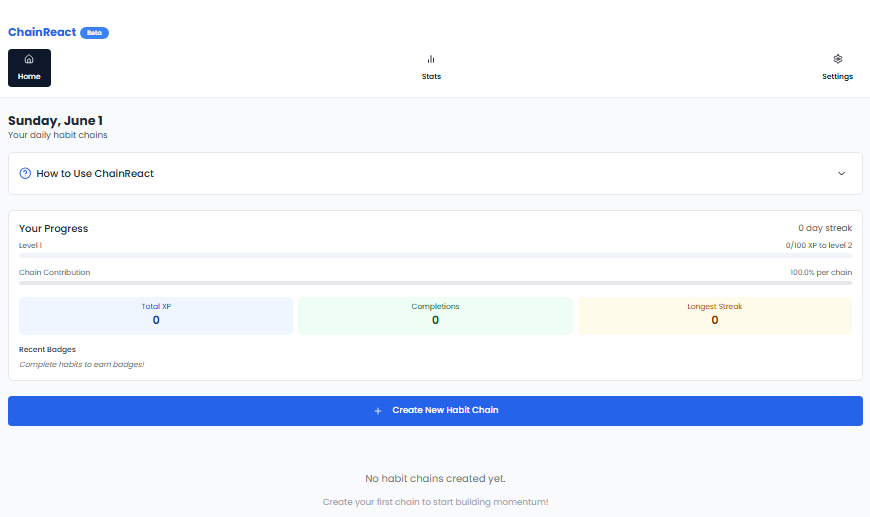 ChainReact Beta
Home
Stats
Settings
Sunday, June 1
Your daily habit chains
How to Use ChainReact
Your Progress
0 day streak
Level 1
0/100 XP to level 2
Chain Contribution
100.0% per chain
Total XP
0
Completions
0
Longest Streak
0
Recent Badges
Complete habits to earn badges!
+ Create New Habit Chain
No habit chains created yet.
Create your first chain to start building momentum!